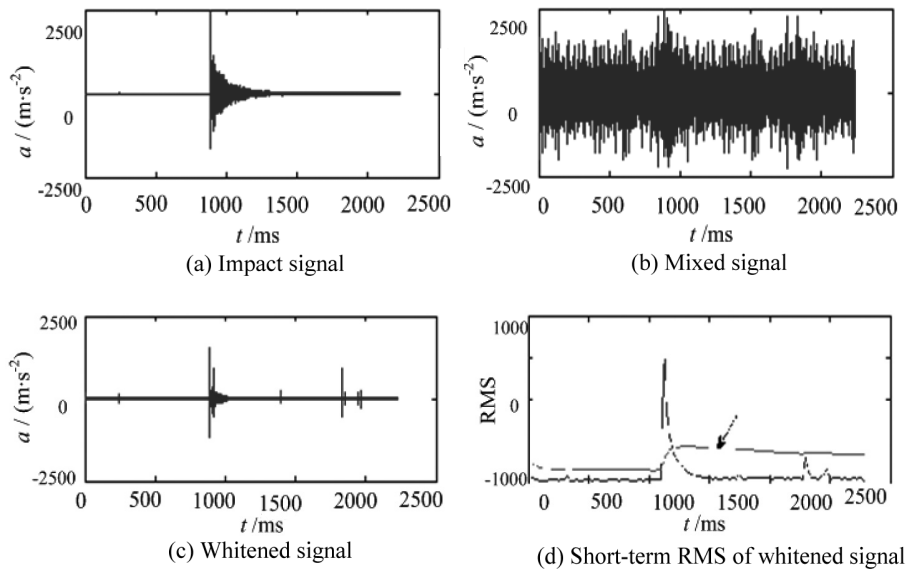 2500
0
-2500
a / (m·s⁻²)
0 500 1000 1500 2000 2500
t /ms
(a) Impact signal
2500
0
-2500
a / (m·s⁻²)
0 500 1000 1500 2000 2500
t /ms
(b) Mixed signal
2500
0
-2500
a / (m·s⁻²)
0 500 1000 1500 2000 2500
t /ms
(c) Whitened signal
1000
0
-1000
RMS
0 500 1000 1500 2000 2500
t /ms
(d) Short-term RMS of whitened signal